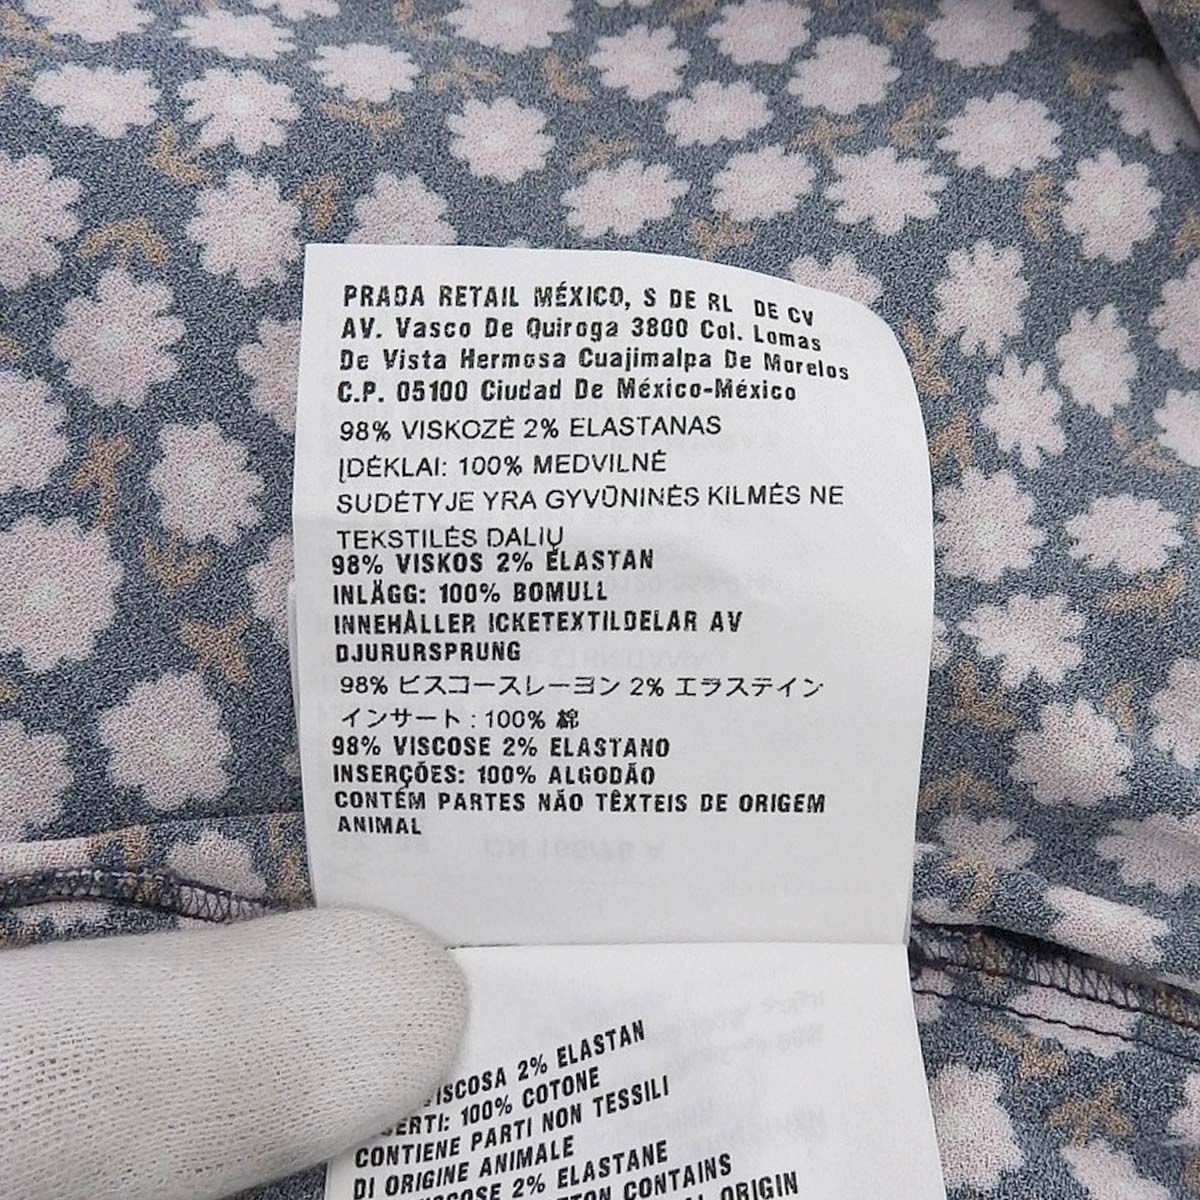 PRADA RETAIL MÉXICO, S DE RL DE CV
AV. Vasco De Quiroga 3800 Col. Lomas
De Vista Hermosa Cuajimalpa De Morelos
C.P. 05100 Ciudad De México-México
98% VISKOZĖ 2% ELASTANAS
ĮDĖKLAI: 100% MEDVILNĖ
SUDĖTYJE YRA GYVŪNINĖS KILMĖS NE
TEKSTILĖS DALIŲ
98% VISKOS 2% ELASTAN
INLÄGG: 100% BOMULL
INNEHÅLLER ICKETEXTILDELAR AV
DJURURSPRUNG
98% ビスコースレーヨン 2% エラステイン
インサート : 100% 綿
98% VISCOSE 2% ELASTANO
INSERÇÕES: 100% ALGODÃO
CONTÉM PARTES NÃO TÊXTEIS DE ORIGEM
ANIMAL
2% ELASTAN
100% COTONE
CONTIENE PARTI NON TESSILI
DI ORIGINE ANIMALE
2% ELASTANE
CONTAINS
ORIGIN